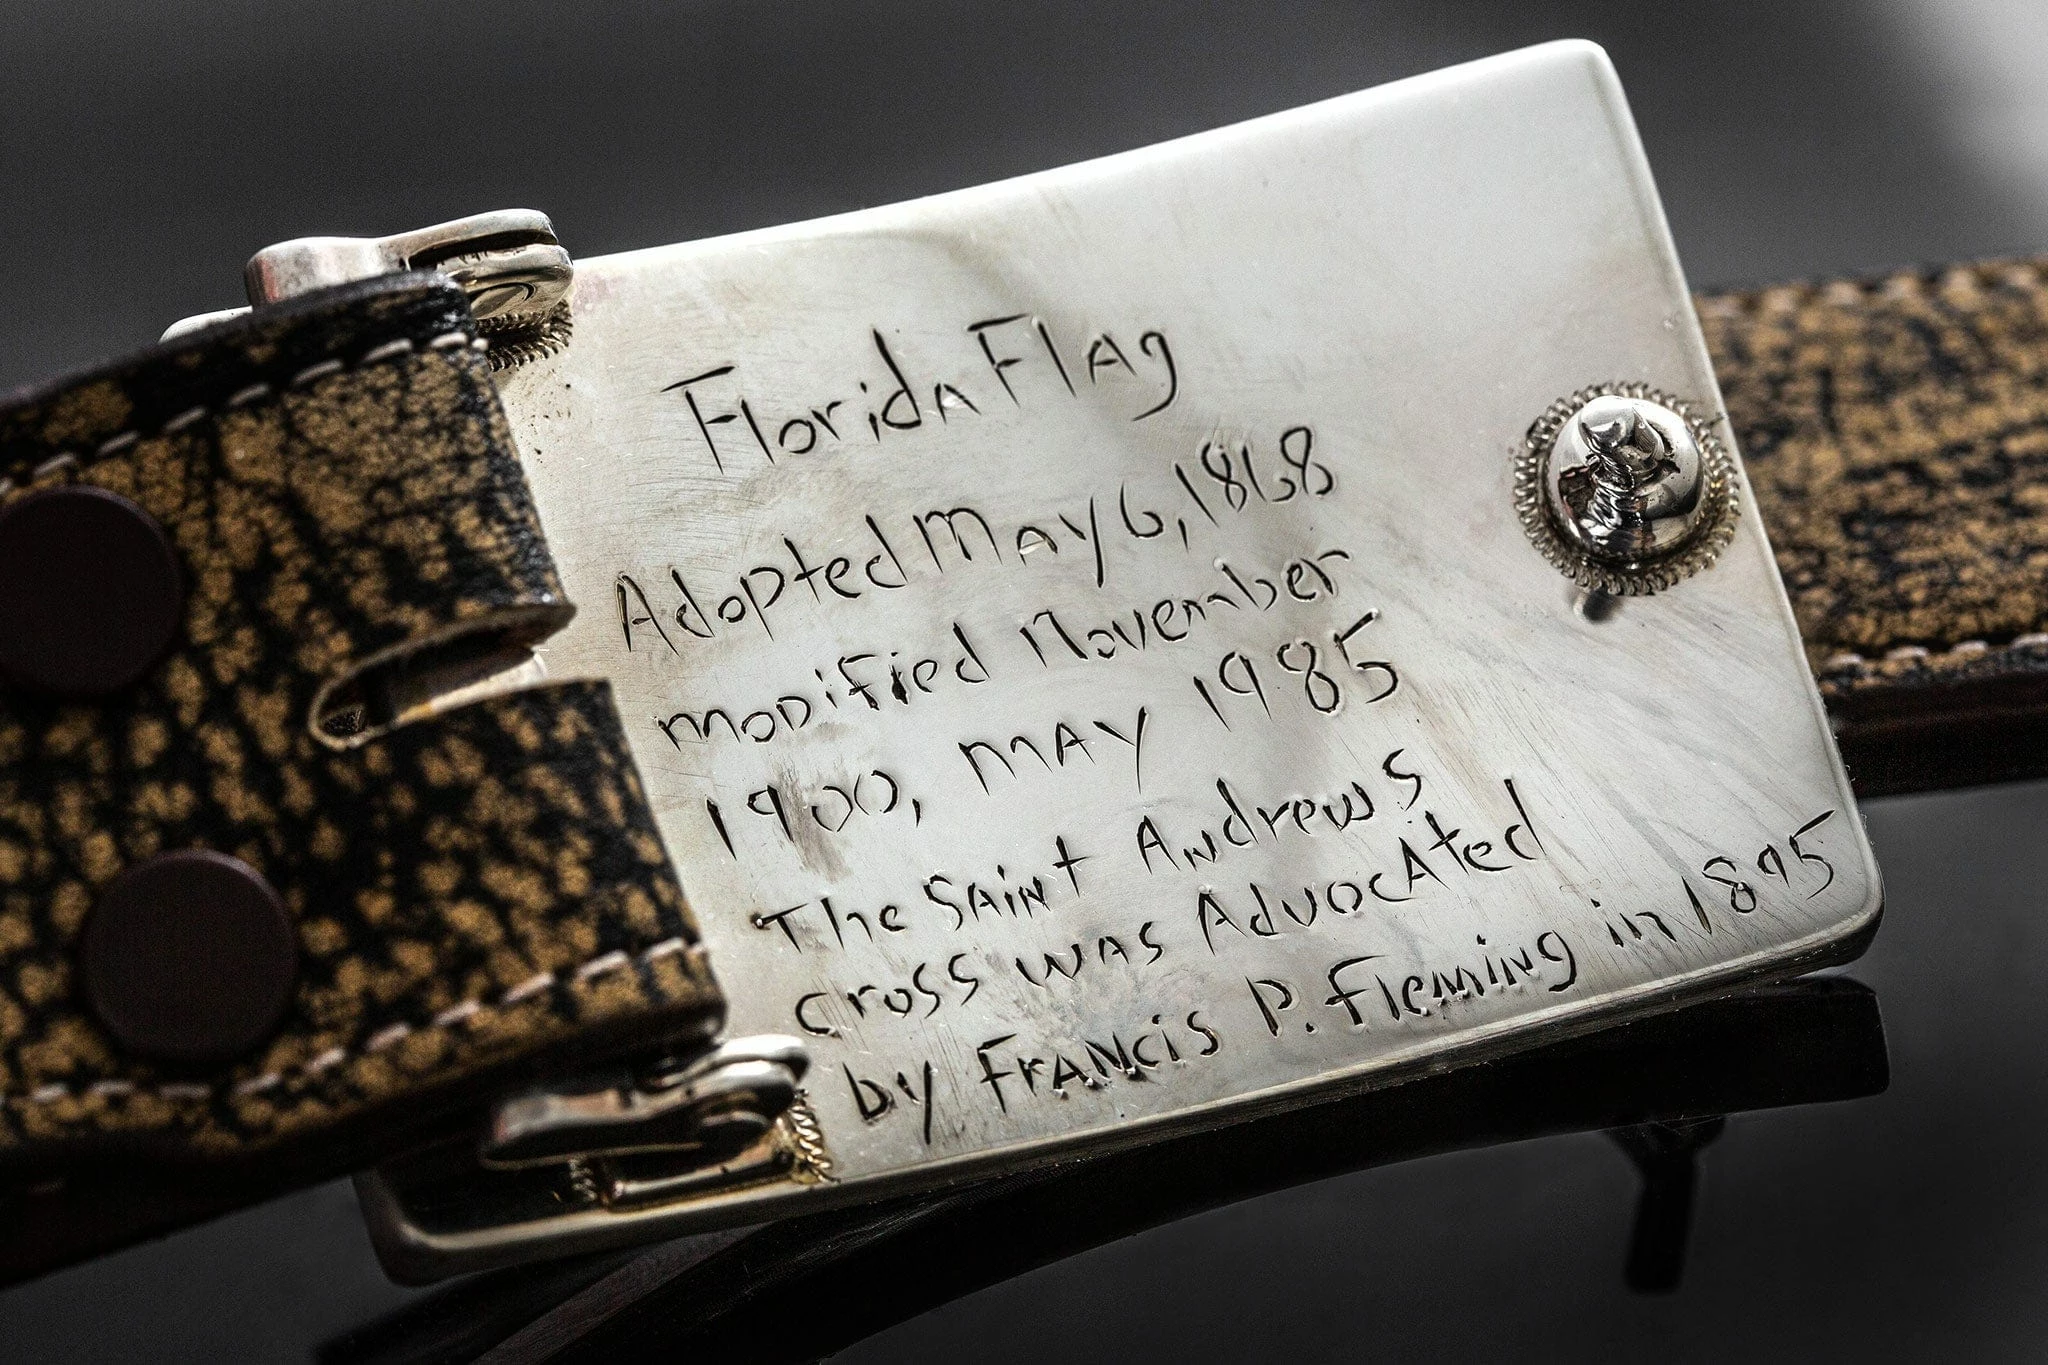 Florida Flag
Adopted May 6, 1868
modified November
1900, May 1985
The Saint Andrews
cross was Advocated
by Francis P. Fleming in 1895